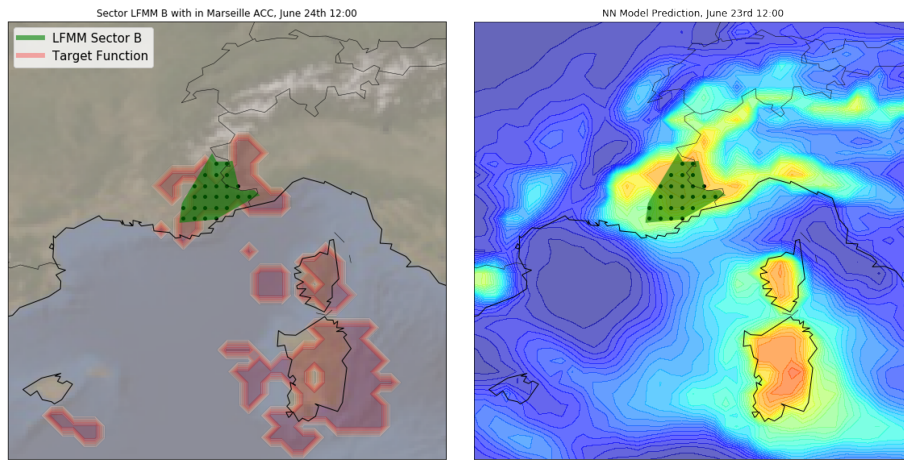 Sector LFMM B with in Marseille ACC, June 24th 12:00
LFMM Sector B
Target Function
NN Model Prediction, June 23rd 12:00